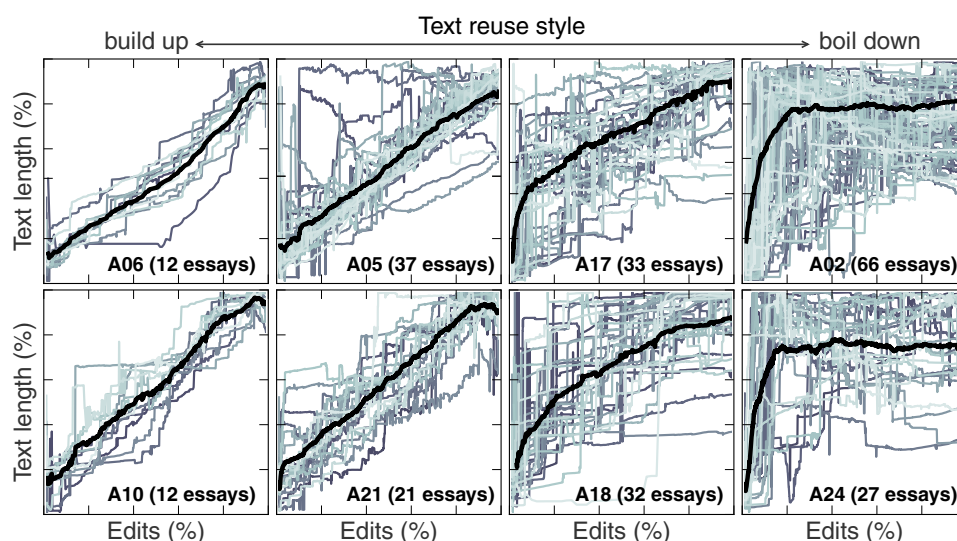 Text reuse style
build up
boil down
Text length (%)
A06 (12 essays)
A05 (37 essays)
A17 (33 essays)
A02 (66 essays)
Text length (%)
A10 (12 essays)
A21 (21 essays)
A18 (32 essays)
A24 (27 essays)
Edits (%)
Edits (%)
Edits (%)
Edits (%)